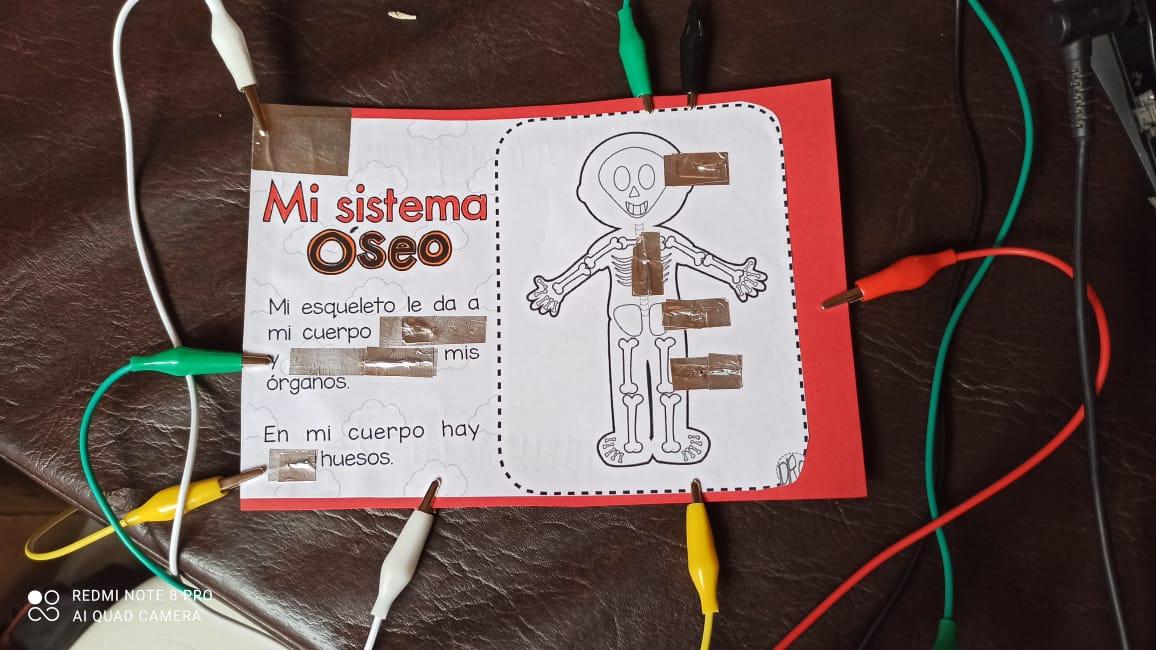 Mi sistema
Óseo
Mi esqueleto le da a
mi cuerpo
y mis
órganos.
En mi cuerpo hay
huesos.
REDMI NOTE 8 PRO
AI QUAD CAMERA